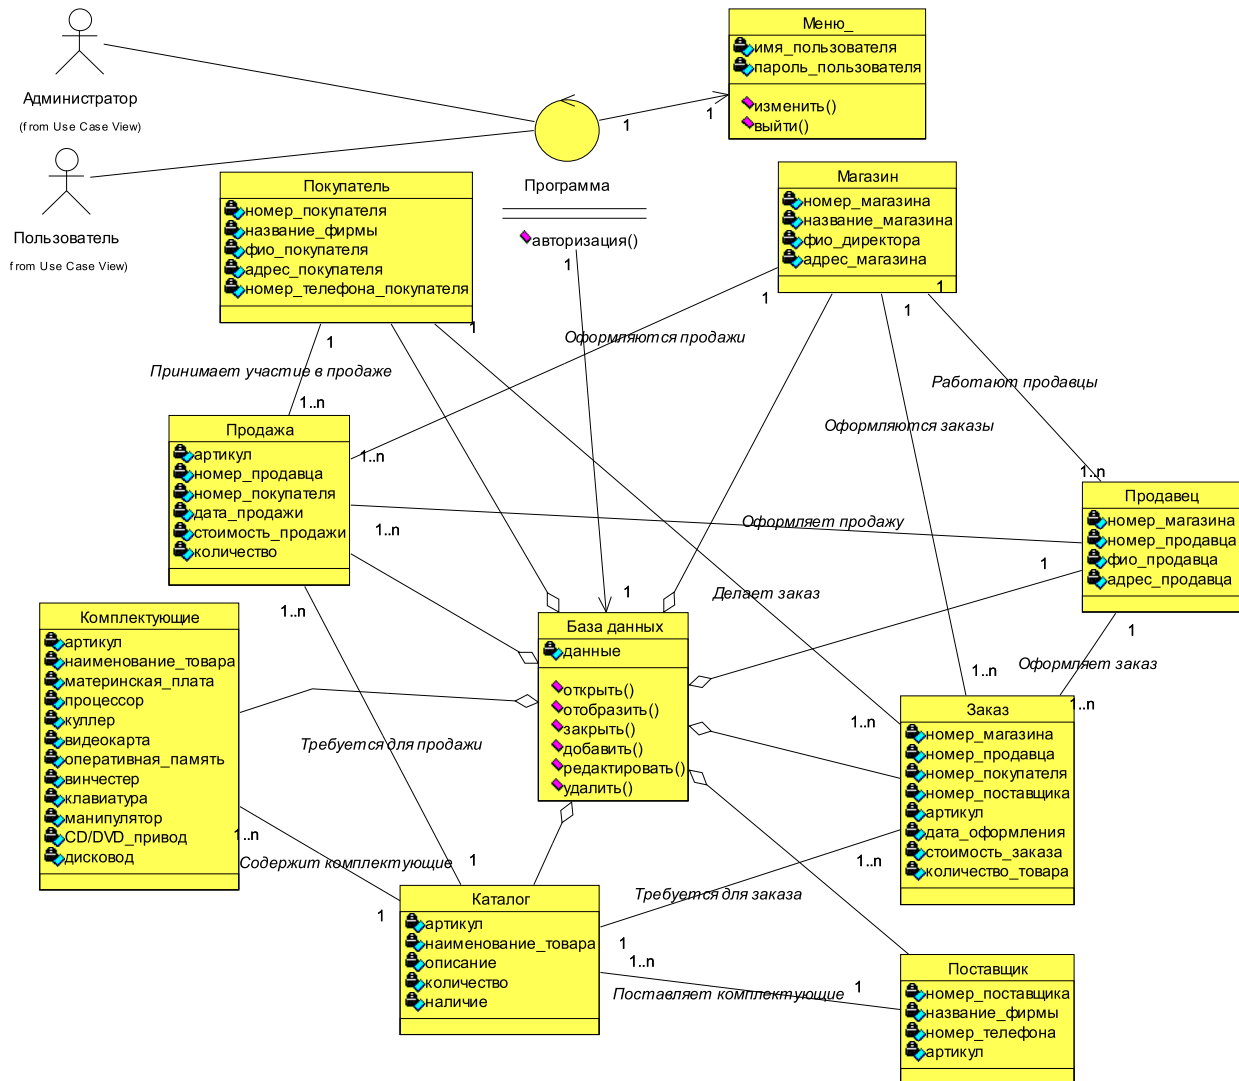 Администратор
(from Use Case View)
Пользователь
from Use Case View)
Программа
авторизация()
1
1
1
1
Меню_
имя_пользователя
пароль_пользователя
изменить()
выйти()
Покупатель
номер_покупателя
название_фирмы
фио_покупателя
адрес_покупателя
номер_телефона_покупателя
1
1
Магазин
номер_магазина
название_магазина
фио_директора
адрес_магазина
1
1
1
Оформляются продажи
Принимает участие в продаже
1..n
Работают продавцы
Оформляются заказы
Продажа
артикул
номер_продавца
номер_покупателя
дата_продажи
стоимость_продажи
количество
1..n
1..n
1..n
1..n
Продавец
номер_магазина
номер_продавца
фио_продавца
адрес_продавца
Оформляет продажу
1
1
Делает заказ
Оформляет заказ
Комплектующие
артикул
наименование_товара
материнская_плата
процессор
куллер
видеокарта
оперативная_память
винчестер
клавиатура
манипулятор
CD/DVD_привод
дисковод
База данных
данные
открыть()
отобразить()
закрыть()
добавить()
редактировать()
удалить()
1..n
1..n
1..n
Заказ
номер_магазина
номер_продавца
номер_покупателя
номер_поставщика
артикул
дата_оформления
стоимость_заказа
количество_товара
Требуется для продажи
1..n
Содержит комплектующие
1
1
1..n
Требуется для заказа
1
Каталог
артикул
наименование_товара
описание
количество
наличие
1..n
Поставляет комплектующие
1
Поставщик
номер_поставщика
название_фирмы
номер_телефона
артикул